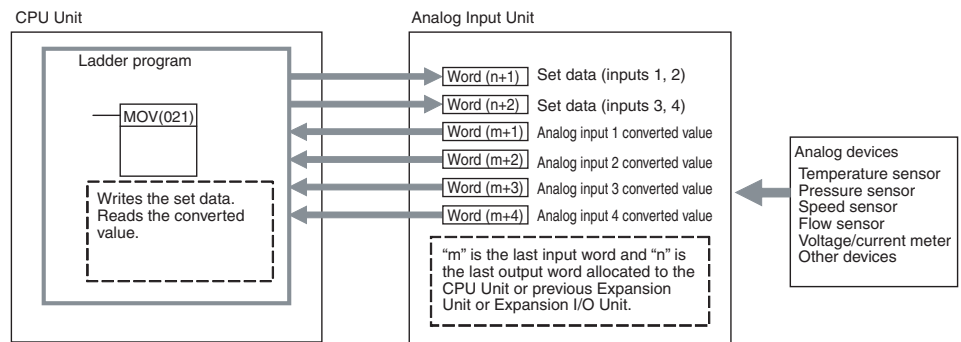 CPU Unit
Ladder program
MOV(021)
Writes the set data.
Reads the converted
value.
Analog Input Unit
Word (n+1) Set data (inputs 1, 2)
Word (n+2) Set data (inputs 3, 4)
Word (m+1) Analog input 1 converted value
Word (m+2) Analog input 2 converted value
Word (m+3) Analog input 3 converted value
Word (m+4) Analog input 4 converted value
“m” is the last input word and “n” is
the last output word allocated to the
CPU Unit or previous Expansion
Unit or Expansion I/O Unit.
Analog devices
Temperature sensor
Pressure sensor
Speed sensor
Flow sensor
Voltage/current meter
Other devices